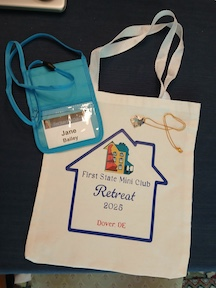 Jane
Bailey
First State Mini Club
Retreat
2025
Dover DE